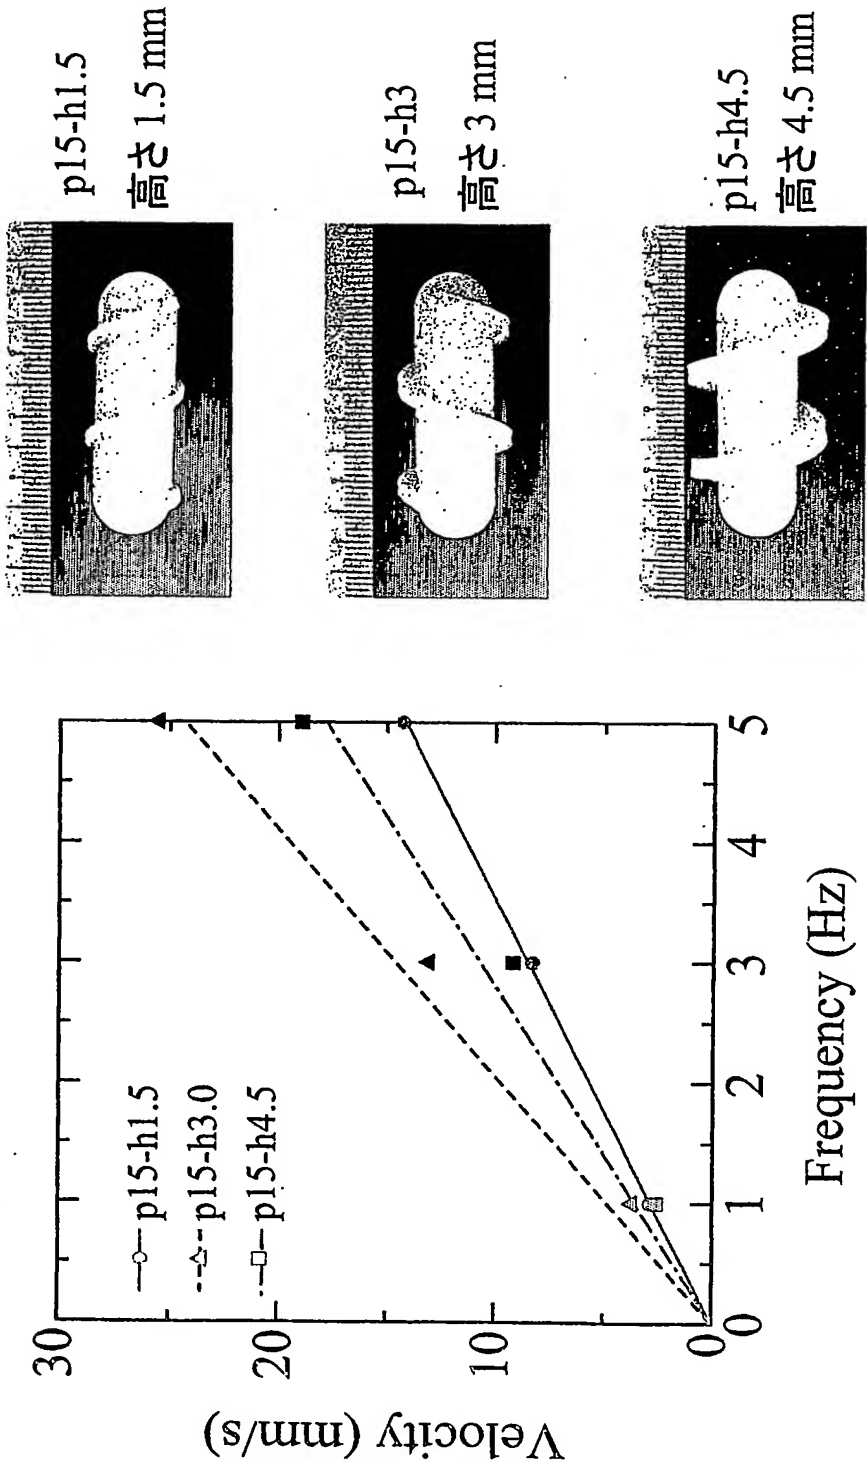 30
20
10
0
0
1
2
3
4
5
Velocity (mm/s)
Frequency (Hz)
p15-h1.5
p15-h3.0
p15-h4.5
p15-h1.5
高さ 1.5 mm
p15-h3
高さ 3 mm
p15-h4.5
高さ 4.5 mm